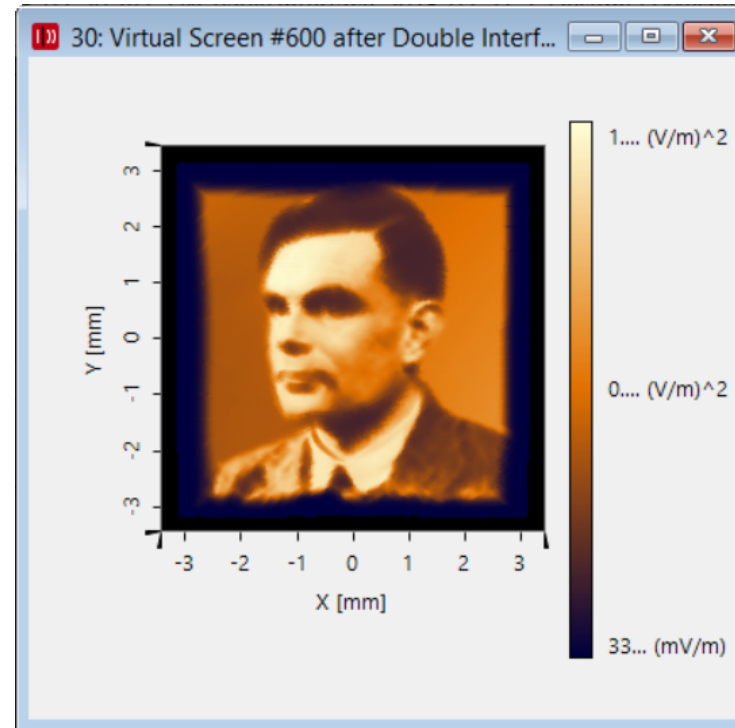 30: Virtual Screen #600 after Double Interf...
1.... (V/m)^2
0.... (V/m)^2
33... (mV/m)
Y [mm]
3
2
1
0
-1
-2
-3
-3 -2 -1 0 1 2 3
X [mm]